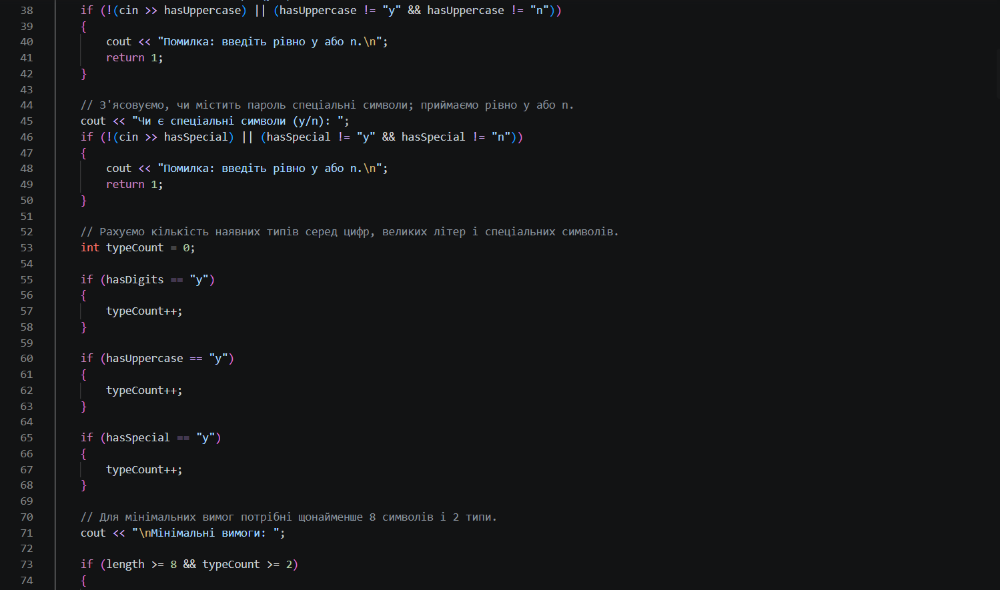 38 if (!(cin >> hasUppercase) || (hasUppercase != "y" && hasUppercase != "n"))
39 {
40 cout << "Помилка: введіть рівно y або n.\n";
41 return 1;
42 }
43
44 // З'ясовуємо, чи містить пароль спеціальні символи; приймаємо рівно y або n.
45 cout << "Чи є спеціальні символи (y/n): ";
46 if (!(cin >> hasSpecial) || (hasSpecial != "y" && hasSpecial != "n"))
47 {
48 cout << "Помилка: введіть рівно y або n.\n";
49 return 1;
50 }
51
52 // Рахуємо кількість наявних типів серед цифр, великих літер і спеціальних символів.
53 int typeCount = 0;
54
55 if (hasDigits == "y")
56 {
57 typeCount++;
58 }
59
60 if (hasUppercase == "y")
61 {
62 typeCount++;
63 }
64
65 if (hasSpecial == "y")
66 {
67 typeCount++;
68 }
69
70 // Для мінімальних вимог потрібні щонайменше 8 символів і 2 типи.
71 cout << "\nМінімальні вимоги: ";
72
73 if (length >= 8 && typeCount >= 2)
74 {